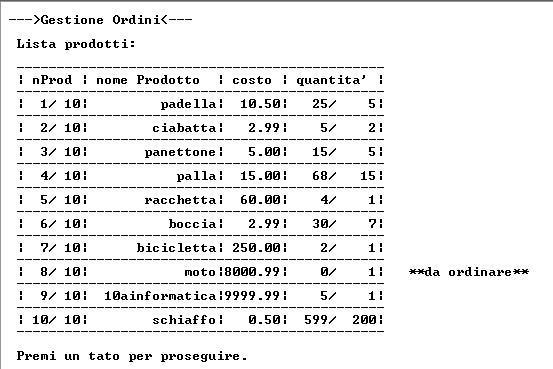 --->Gestione Ordini<---
Lista prodotti:
----------------------------------------------
¦ nProd ¦ nome Prodotto  ¦ costo ¦ quantita' ¦
----------------------------------------------
¦  1/ 10¦         padella¦  10.50¦  25/    5¦
----------------------------------------------
¦  2/ 10¦        ciabatta¦   2.99¦   5/    2¦
----------------------------------------------
¦  3/ 10¦       panettone¦   5.00¦  15/    5¦
----------------------------------------------
¦  4/ 10¦           palla¦  15.00¦  68/   15¦
----------------------------------------------
¦  5/ 10¦       racchetta¦  60.00¦   4/    1¦
----------------------------------------------
¦  6/ 10¦          boccia¦   2.99¦  30/    7¦
----------------------------------------------
¦  7/ 10¦      bicicletta¦ 250.00¦   2/    1¦
----------------------------------------------
¦  8/ 10¦            moto¦8000.99¦   0/    1¦   **da ordinare**
----------------------------------------------
¦  9/ 10¦  10ainformatica¦9999.99¦   5/    1¦
----------------------------------------------
¦ 10/ 10¦        schiaffo¦   0.50¦ 599/  200¦
----------------------------------------------
Premi un tato per proseguire.